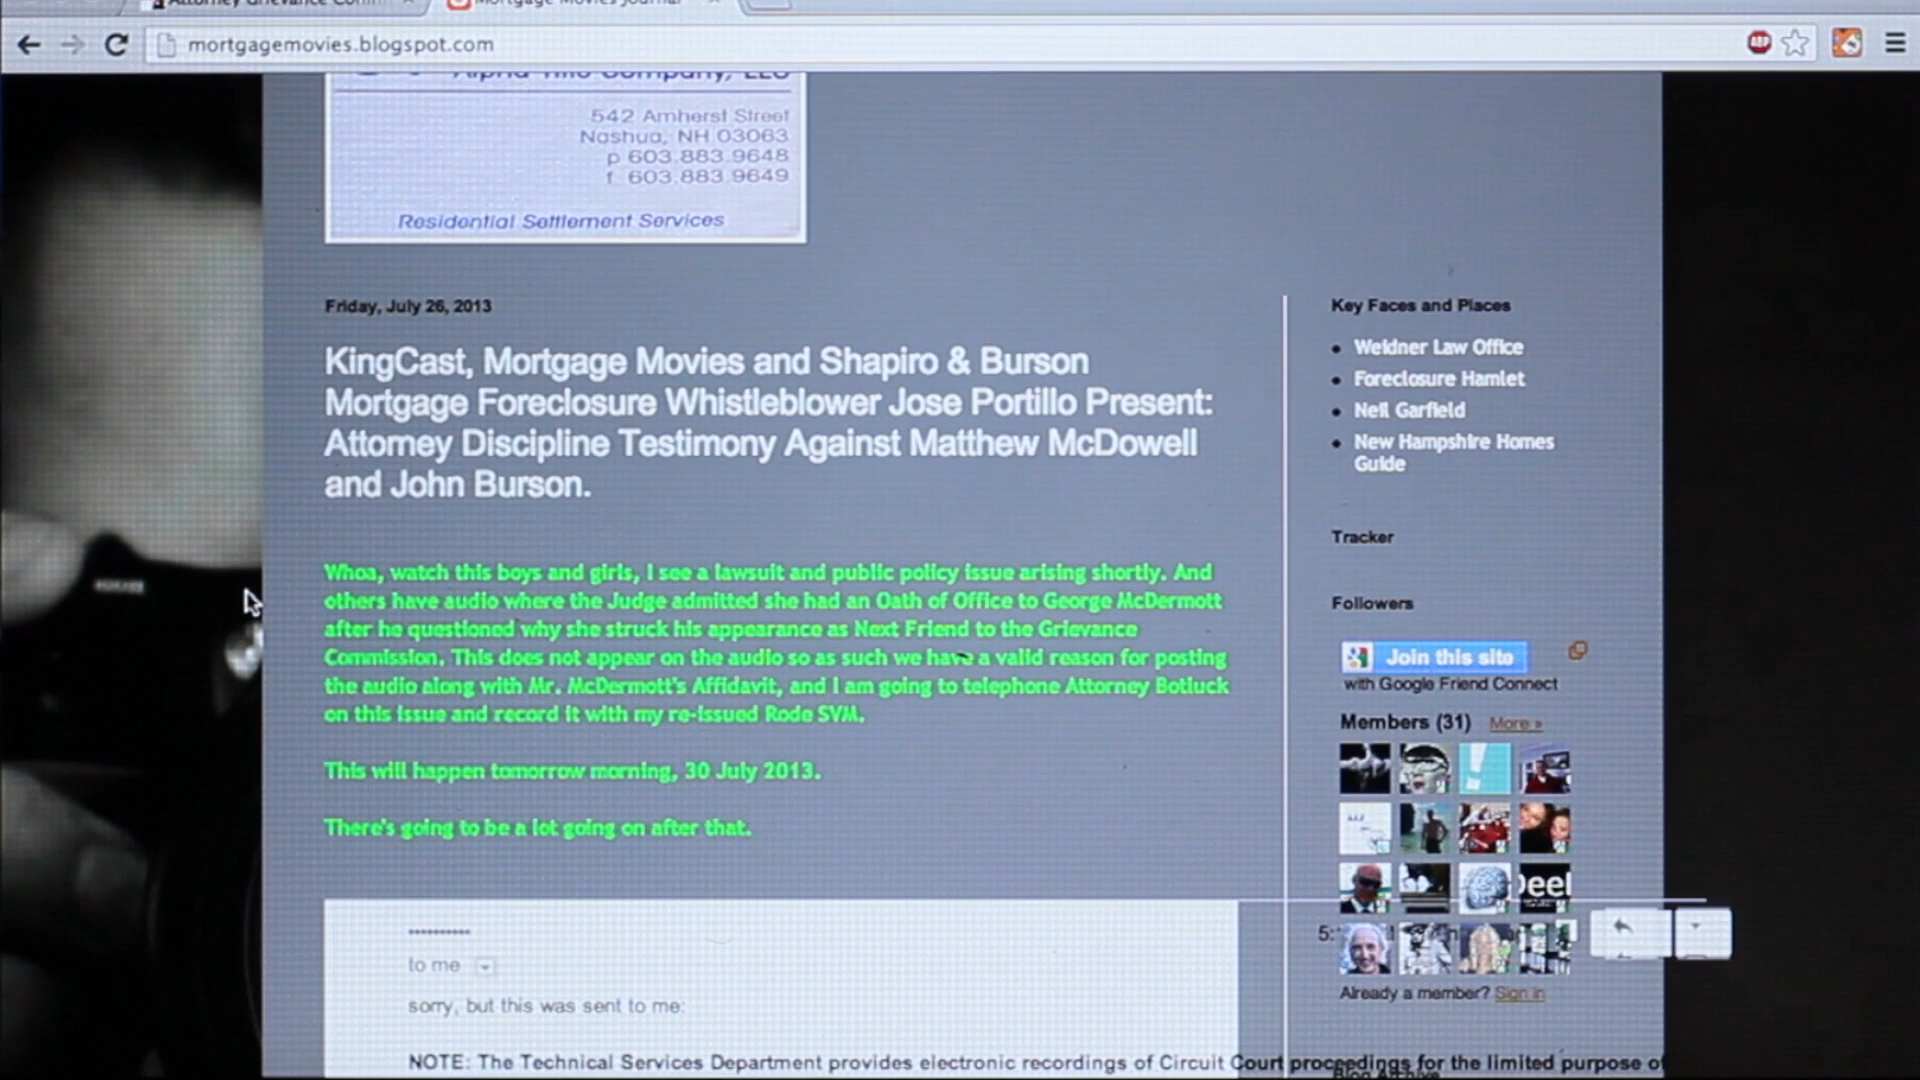 mortgagemovies.blogspot.com
ABP
542 Amherst Street
Nashua, NH 03063
p 603.883.9648
f 603.883.9649
Residential Settlement Services
Friday, July 26, 2013
KingCast, Mortgage Movies and Shapiro & Burson
Mortgage Foreclosure Whistleblower Jose Portillo Present:
Attorney Discipline Testimony Against Matthew McDowell
and John Burson.
Whoa, watch this boys and girls, I see a lawsuit and public policy issue arising shortly. And
others have audio where the Judge admitted she had an Oath of Office to George McDermott
after he questioned why she struck his appearance as Next Friend to the Grievance
Commission. This does not appear on the audio so as such we have a valid reason for posting
the audio along with Mr. McDermott's Affidavit, and I am going to telephone Attorney Botluck
on this issue and record it with my re-issued Rode SVM.
This will happen tomorrow morning, 30 July 2013.
There's going to be a lot going on after that.
to me
sorry, but this was sent to me:
NOTE: The Technical Services Department provides electronic recordings of Circuit Court proceedings for the limited purpose of
Key Faces and Places
Weidner Law Office
Foreclosure Hamlet
Neil Garfield
New Hampshire Homes
Guide
Tracker
Followers
Join this site
with Google Friend Connect
Members (31) More »
Already a member? Sign in